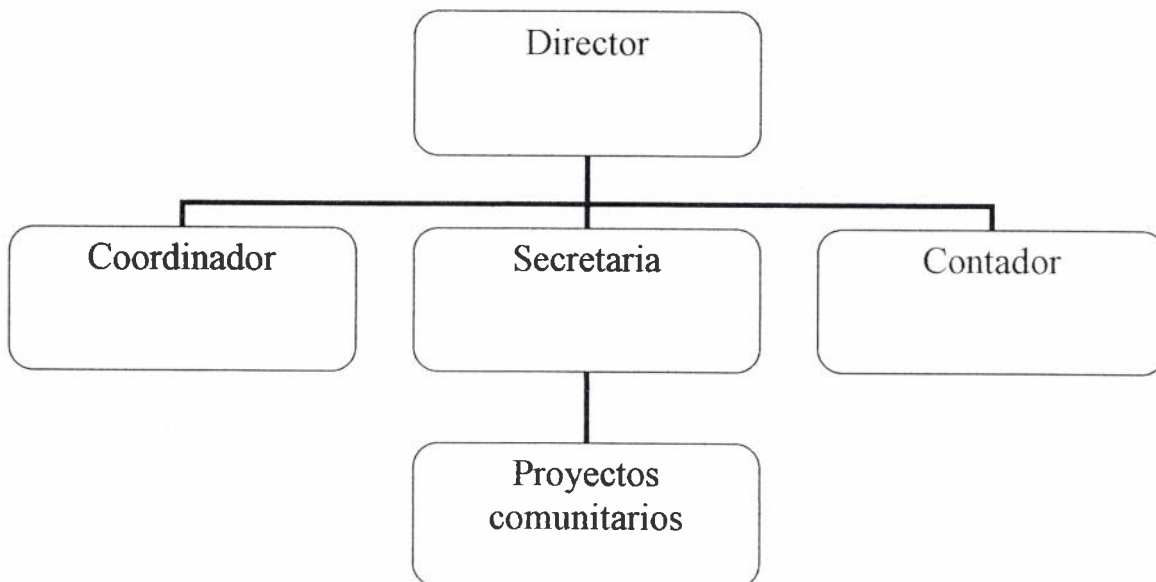 Director
Coordinador
Secretaria
Contador
Proyectos
comunitarios